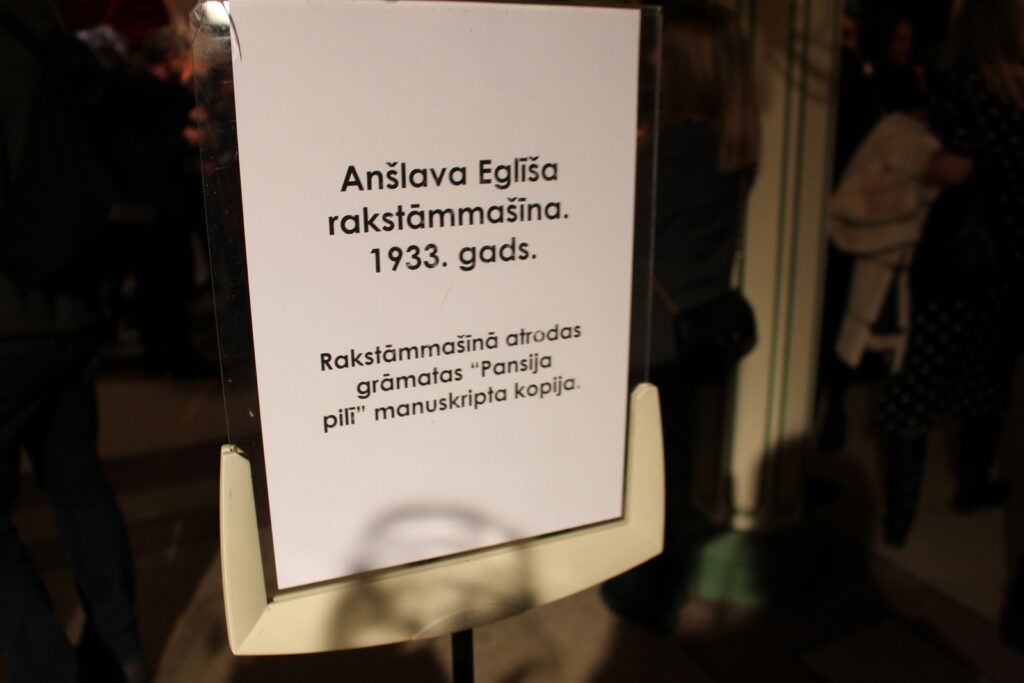 Anšlava Eglīša
rakstāmmašīna.
1933. gads.
Rakstāmmašīnā atrodas
grāmatas “Pansija
pilī” manuskripta kopija.